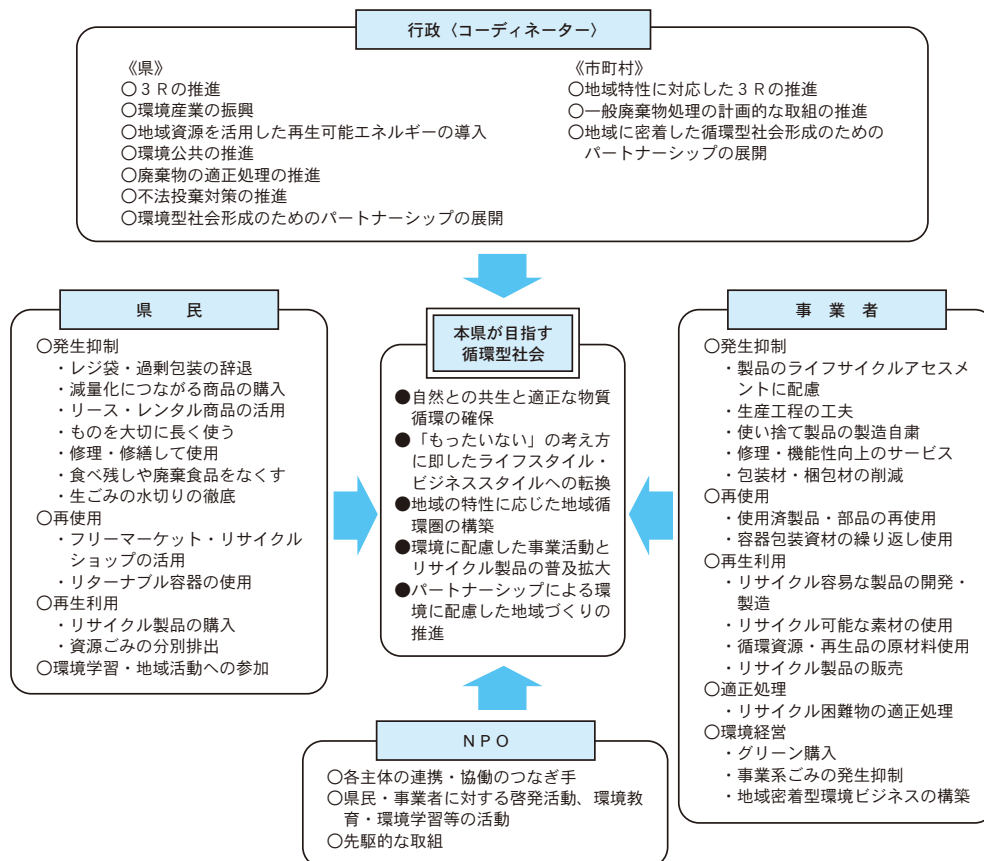 行政〈コーディネーター〉
《県》
○3Rの推進
○環境産業の振興
○地域資源を活用した再生可能エネルギーの導入
○環境公共の推進
○廃棄物の適正処理の推進
○不法投棄対策の推進
○環境型社会形成のためのパートナーシップの展開
《市町村》
○地域特性に対応した3Rの推進
○一般廃棄物処理の計画的な取組の推進
○地域に密着した循環型社会形成のための
パートナーシップの展開
県　民
○発生抑制
・レジ袋・過剰包装の辞退
・減量化につながる商品の購入
・リース・レンタル商品の活用
・ものを大切に長く使う
・修理・修繕して使用
・食べ残しや廃棄食品をなくす
・生ごみの水切りの徹底
○再使用
・フリーマーケット・リサイクル
ショップの活用
・リターナブル容器の使用
○再生利用
・リサイクル製品の購入
・資源ごみの分別排出
○環境学習・地域活動への参加
本県が目指す
循環型社会
●自然との共生と適正な物質
循環の確保
●「もったいない」の考え方
に即したライフスタイル・
ビジネススタイルへの転換
●地域の特性に応じた地域循
環圏の構築
●環境に配慮した事業活動と
リサイクル製品の普及拡大
●パートナーシップによる環
境に配慮した地域づくりの
推進
事　業　者
○発生抑制
・製品のライフサイクルアセスメ
ントに配慮
・生産工程の工夫
・使い捨て製品の製造自粛
・修理・機能性向上のサービス
・包装材・梱包材の削減
○再使用
・使用済製品・部品の再使用
・容器包装資材の繰り返し使用
○再生利用
・リサイクル容易な製品の開発・
製造
・リサイクル可能な素材の使用
・循環資源・再生品の原材料使用
・リサイクル製品の販売
○適正処理
・リサイクル困難物の適正処理
○環境経営
・グリーン購入
・事業系ごみの発生抑制
・地域密着型環境ビジネスの構築
NPO
○各主体の連携・協働のつなぎ手
○県民・事業者に対する啓発活動、環境教
育・環境学習等の活動
○先駆的な取組